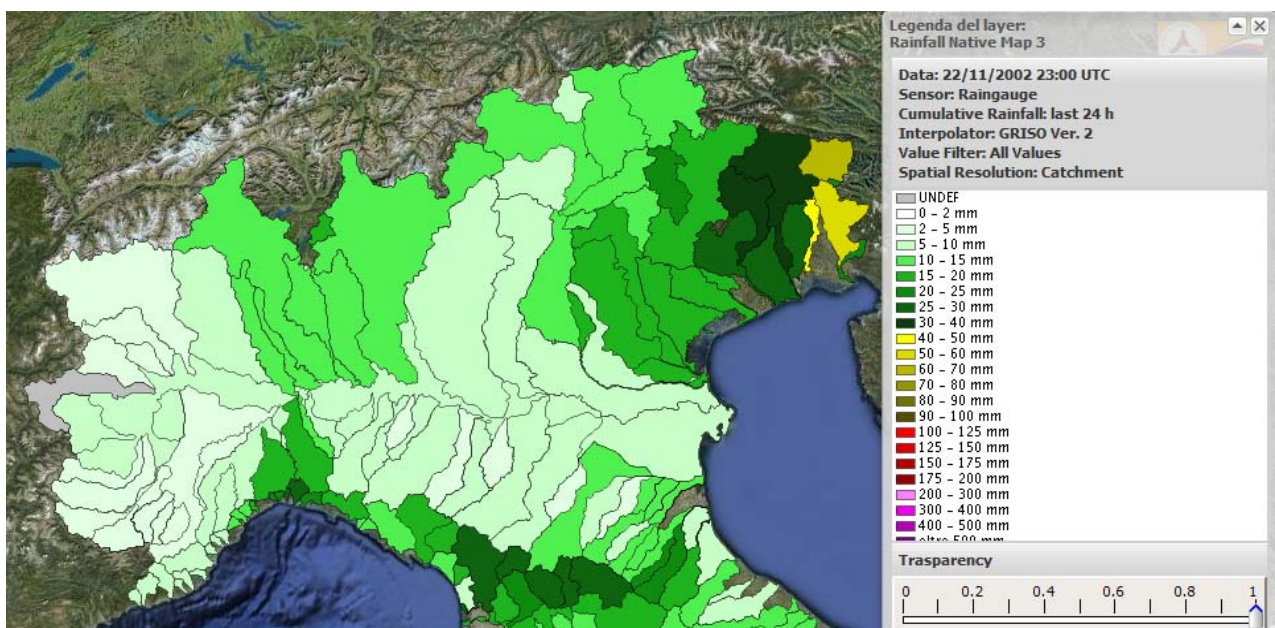 Legenda del layer:
Rainfall Native Map 3
Data: 22/11/2002 23:00 UTC
Sensor: Raingauge
Cumulative Rainfall: last 24 h
Interpolator: GRISO Ver. 2
Value Filter: All Values
Spatial Resolution: Catchment
UNDEF
0 - 2 mm
2 - 5 mm
5 - 10 mm
10 - 15 mm
15 - 20 mm
20 - 25 mm
25 - 30 mm
30 - 40 mm
40 - 50 mm
50 - 60 mm
60 - 70 mm
70 - 80 mm
80 - 90 mm
90 - 100 mm
100 - 125 mm
125 - 150 mm
150 - 175 mm
175 - 200 mm
200 - 300 mm
300 - 400 mm
400 - 500 mm
oltre 500 mm
Trasparency
0 0.2 0.4 0.6 0.8 1